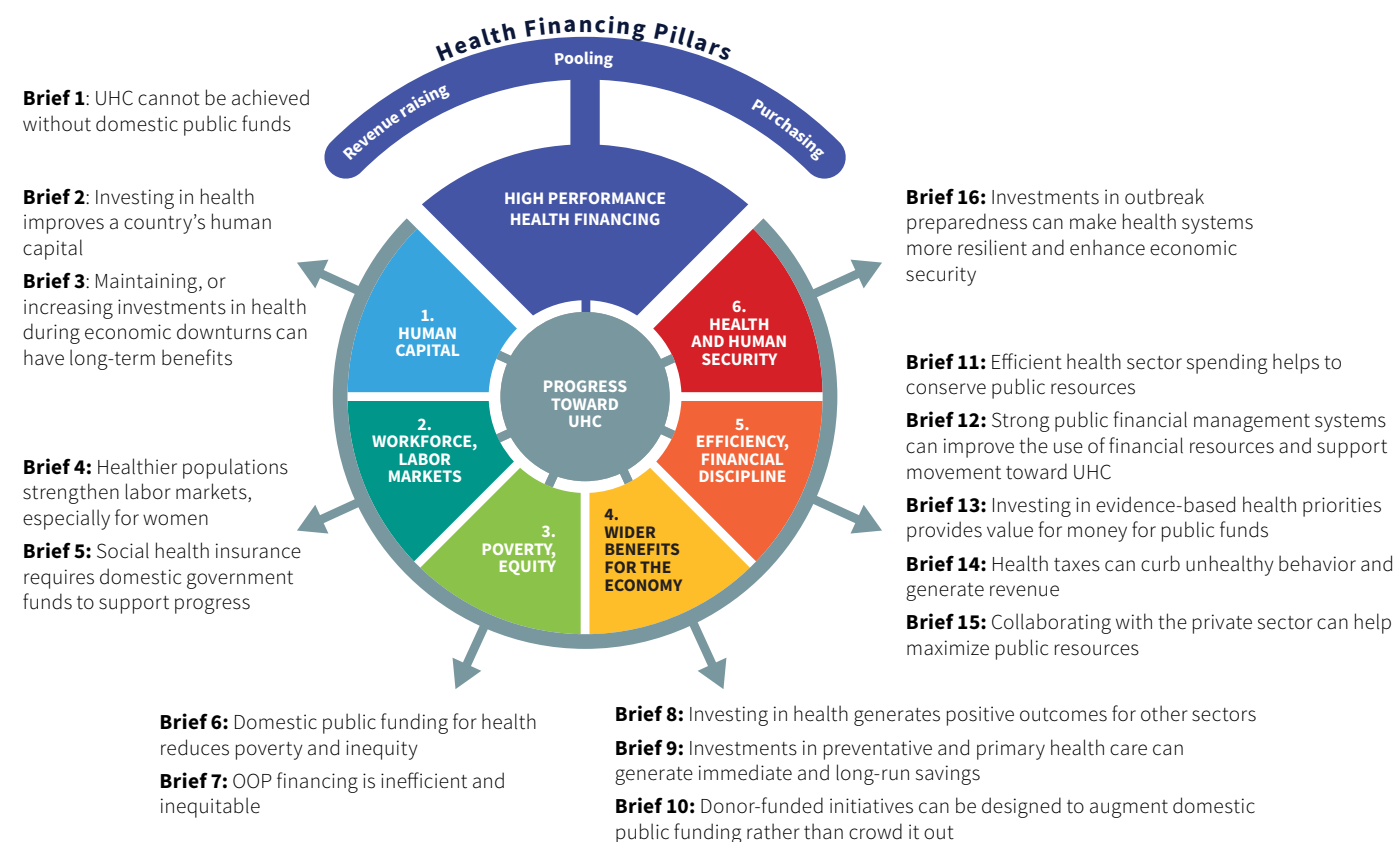 Health Financing Pillars
Pooling
Revenue raising
Purchasing
HIGH PERFORMANCE
HEALTH FINANCING
Brief 1: UHC cannot be achieved
without domestic public funds
Brief 2: Investing in health
improves a country's human
capital
Brief 3: Maintaining, or
increasing investments in health
during economic downturns can
have long-term benefits
Brief 4: Healthier populations
strengthen labor markets,
especially for women
Brief 5: Social health insurance
requires domestic government
funds to support progress
1.
HUMAN
CAPITAL
2.
WORKFORCE,
LABOR
MARKETS
3.
POVERTY,
EQUITY
4.
WIDER
BENEFITS
FOR THE
ECONOMY
5.
EFFICIENCY,
FINANCIAL
DISCIPLINE
6.
HEALTH
AND HUMAN
SECURITY
PROGRESS
TOWARD
UHC
Brief 16: Investments in outbreak
preparedness can make health systems
more resilient and enhance economic
security
Brief 11: Efficient health sector spending helps to
conserve public resources
Brief 12: Strong public financial management systems
can improve the use of financial resources and support
movement toward UHC
Brief 13: Investing in evidence-based health priorities
provides value for money for public funds
Brief 14: Health taxes can curb unhealthy behavior and
generate revenue
Brief 15: Collaborating with the private sector can help
maximize public resources
Brief 6: Domestic public funding for health
reduces poverty and inequity
Brief 7: OOP financing is inefficient and
inequitable
Brief 8: Investing in health generates positive outcomes for other sectors
Brief 9: Investments in preventative and primary health care can
generate immediate and long-run savings
Brief 10: Donor-funded initiatives can be designed to augment domestic
public funding rather than crowd it out